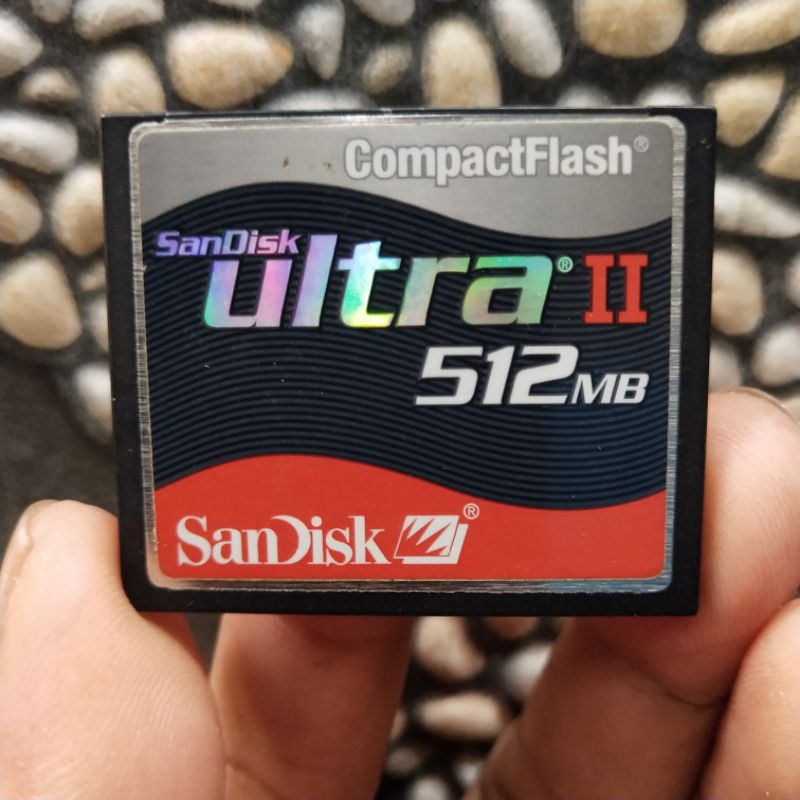 CompactFlash®
SanDisk
ultra® II
512MB
SanDisk®